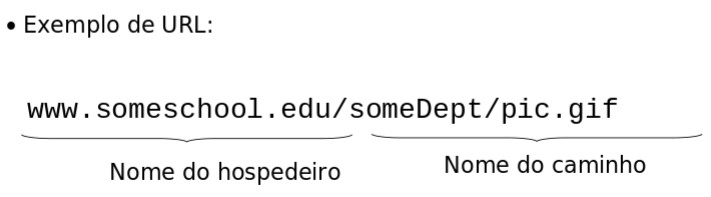 • Exemplo de URL:
www.someschool.edu/someDept/pic.gif
Nome do hospedeiro
Nome do caminho